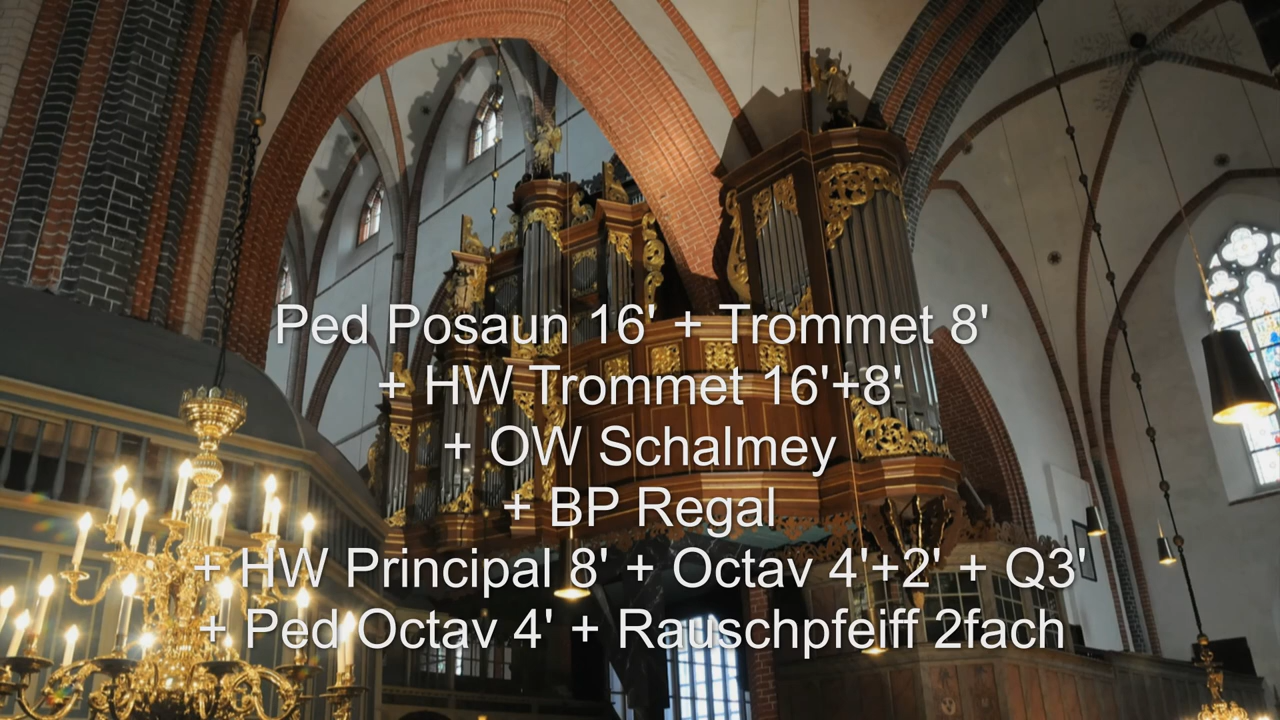 Ped Posaun 16' + Trommet 8'
+ HW Trommet 16'+8'
+ OW Schalmey
+ BP Regal
+ HW Principal 8' + Octav 4'+2' + Q3'
+ Ped Octav 4' + Rauschpfeiff 2fach